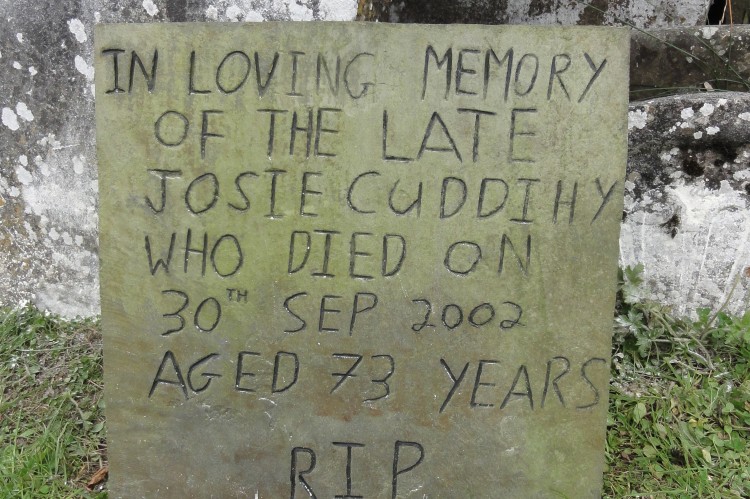 IN LOVING MEMORY
OF THE LATE
JOSIE CUDDIHY
WHO DIED ON
30TH SEP 2002
AGED 73 YEARS
RIP